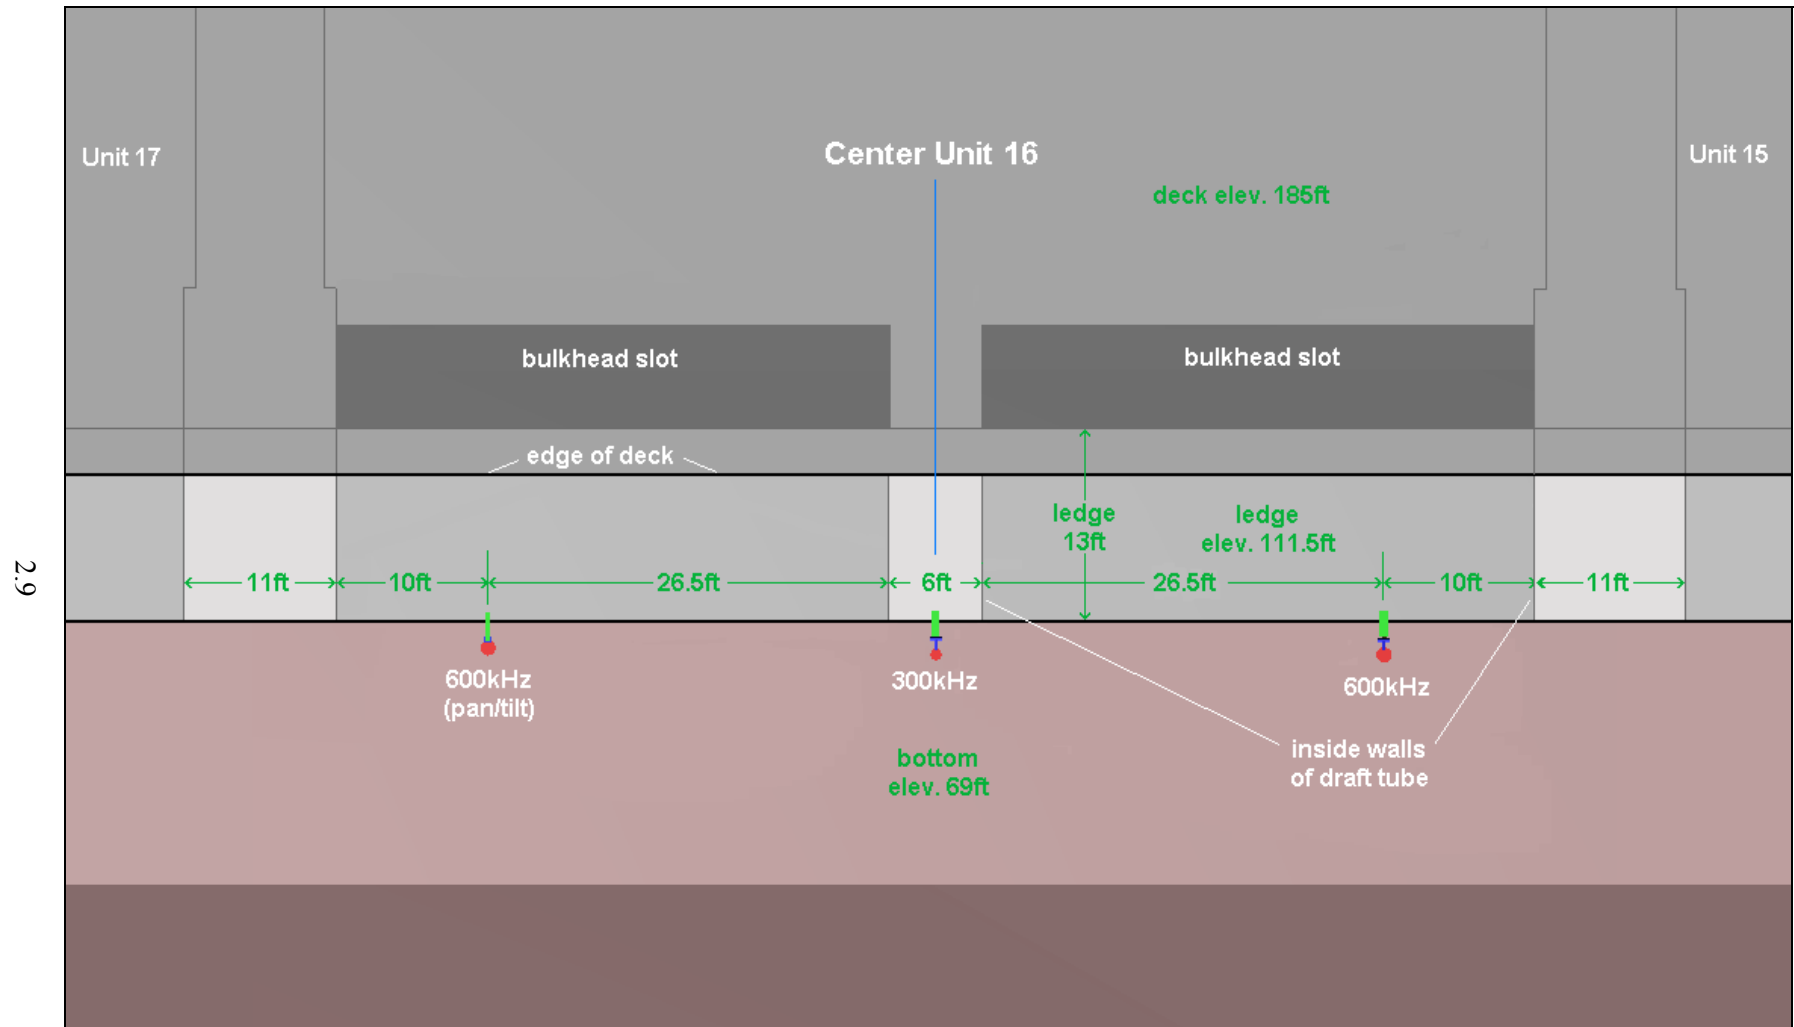 Unit 17
Center Unit 16
Unit 15
deck elev. 185ft
bulkhead slot
bulkhead slot
edge of deck
ledge
13ft
ledge
elev. 111.5ft
11ft
10ft
26.5ft
6ft
26.5ft
10ft
11ft
600kHz
(pan/tilt)
300kHz
600kHz
inside walls
of draft tube
bottom
elev. 69ft
2.9